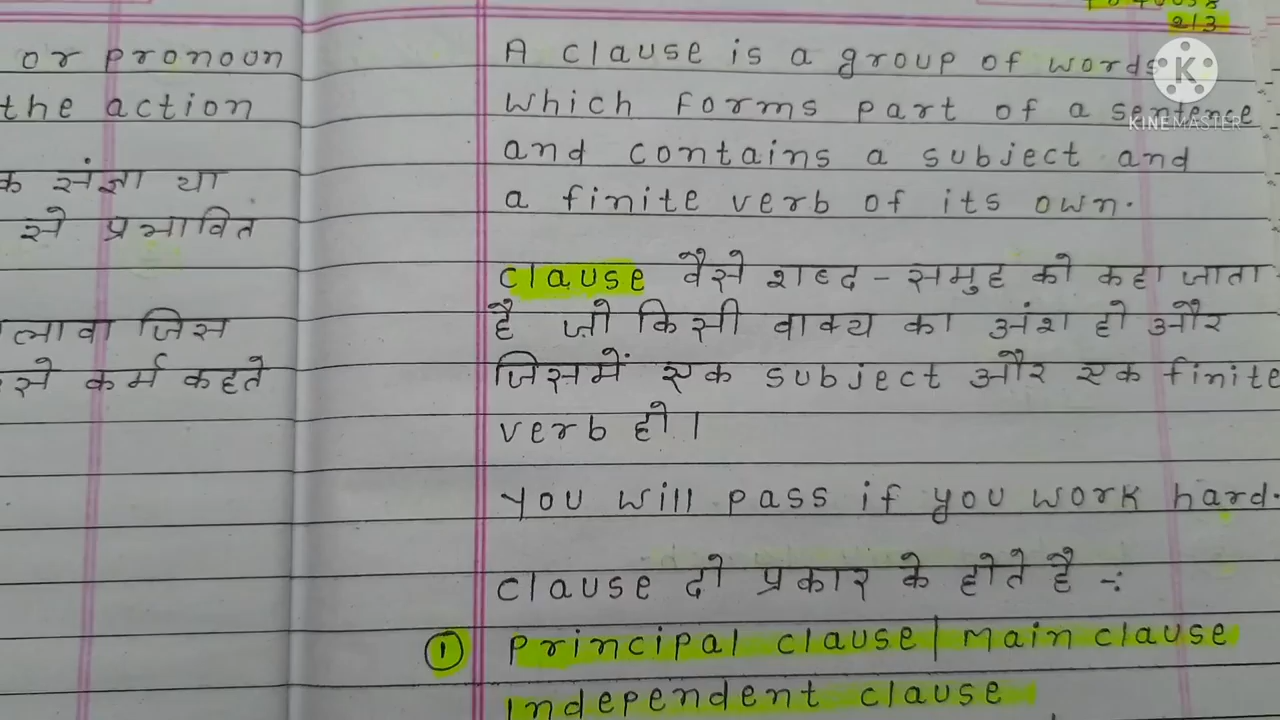 or pronoun
the action
क संज्ञा या
से प्रभावित
लावा जिस
से कर्म कहते
213
A clause is a group of words
which forms part of a sentence
and contains a subject and
a finite verb of its own.
clause वैसे शब्द - समुह को कहा जाता
है जो किसी वाक्य का अंश हो और
जिसमें एक subject और एक finite
verb हो ।
You will pass if you work hard.
clause दो प्रकार के होते है -:
① Principal clause | Main clause
Independent clause
K
KINEMASTER